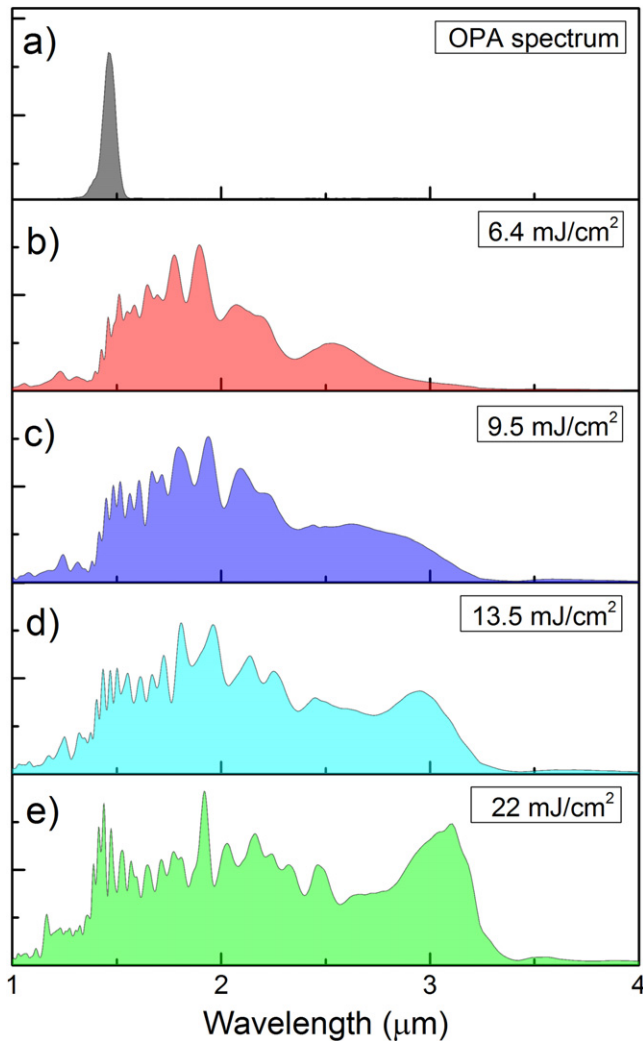 a)
OPA spectrum
b)
6.4 mJ/cm²
c)
9.5 mJ/cm²
d)
13.5 mJ/cm²
e)
22 mJ/cm²
1 2 3 4
Wavelength (μm)